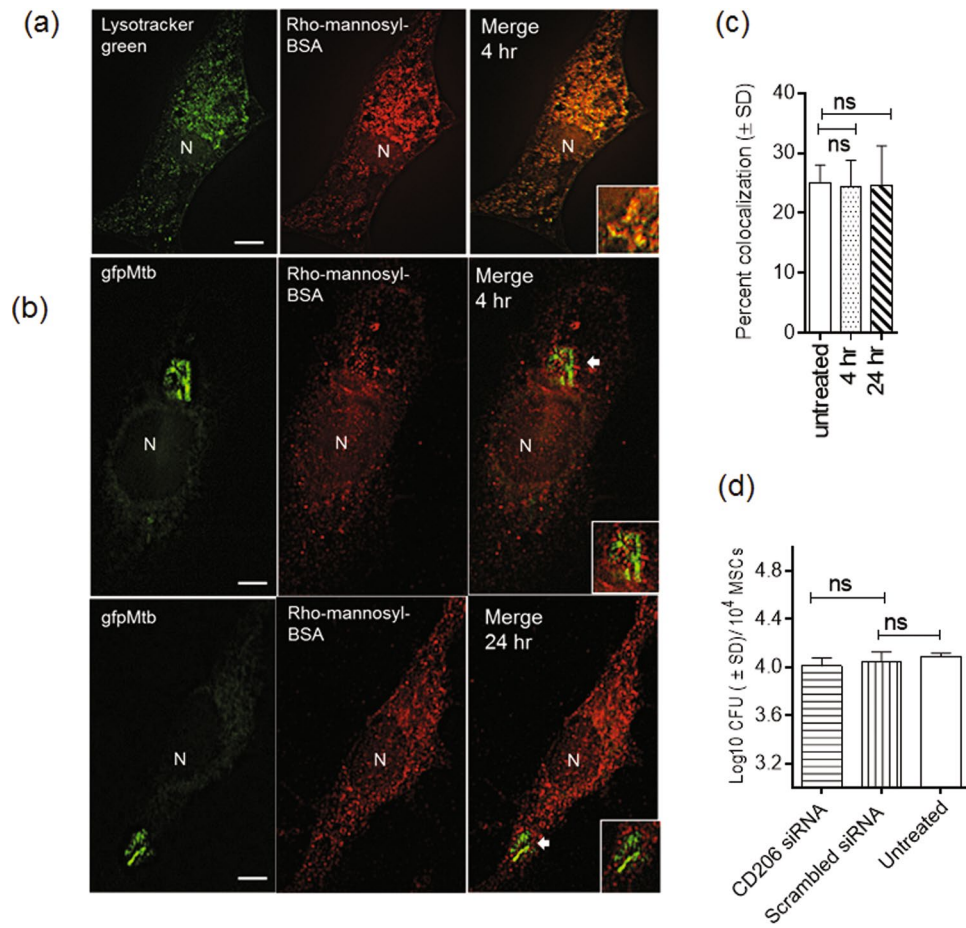 (a)
Lysotracker
green
Rho-mannosyl-
BSA
Merge
4 hr
N
N
(b)
gfpMtb
Rho-mannosyl-
BSA
Merge
4 hr
N
N
N
gfpMtb
Rho-mannosyl-
BSA
Merge
24 hr
N
N
N
(c)
Percent colocalization (± SD)
40
30
20
10
0
ns
ns
untreated
4 hr
24 hr
(d)
Log10 CFU (± SD)/ 10⁴ MSCs
4.8
4.4
4.0
3.6
3.2
ns
ns
CD206 siRNA
Scrambled siRNA
Untreated